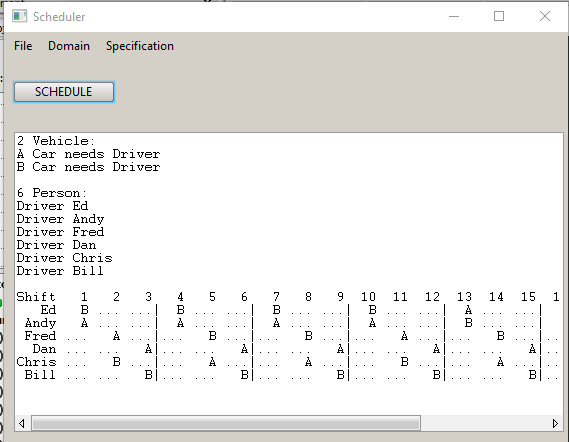 Scheduler
File Domain Specification
SCHEDULE
2 Vehicle:
A Car needs Driver
B Car needs Driver
6 Person:
Driver Ed
Driver Andy
Driver Fred
Driver Dan
Driver Chris
Driver Bill
Shift 1 2 3 4 5 6 7 8 9 10 11 12 13 14 15 1
Ed B ... ...| B ... ...| B ... ...| B ... ...| A ... ...|
Andy A ... ...| A ... ...| A ... ...| A ... ...| B ... ...|
Fred ... A ...| ... B ...| ... B ...| ... A ...| ... B ...| ..
Dan ... ... A|... ... A|... ... A|... ... A|... ... A|..
Chris ... B ...| ... A ...| ... A ...| ... B ...| ... A ...| ..
Bill ... ... B|... ... B|... ... B|... ... B|... ... B|..